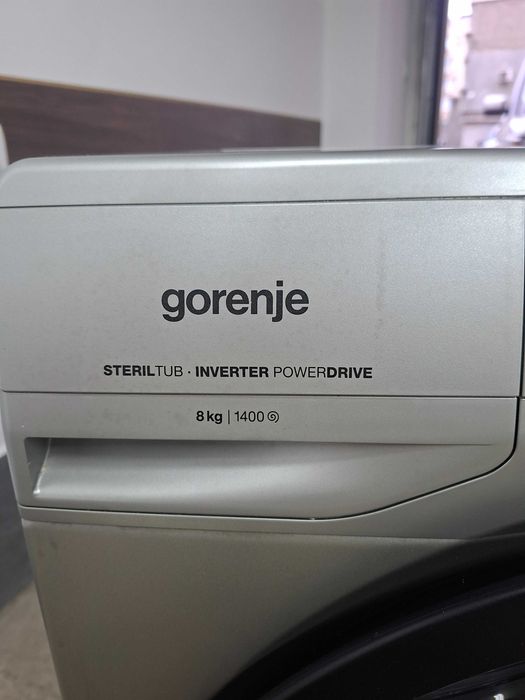 gorenje
STERILTUB · INVERTER POWERDRIVE
8 kg | 1400